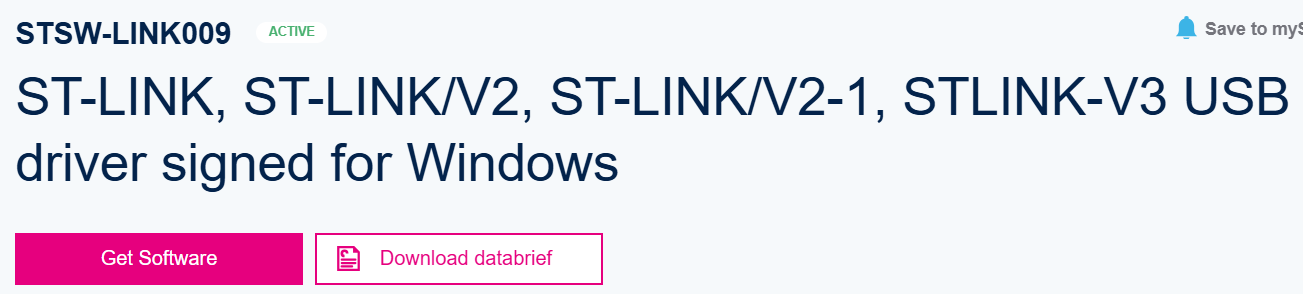 STSW-LINK009 ACTIVE Save to myS
ST-LINK, ST-LINK/V2, ST-LINK/V2-1, STLINK-V3 USB
driver signed for Windows
Get Software Download databrief